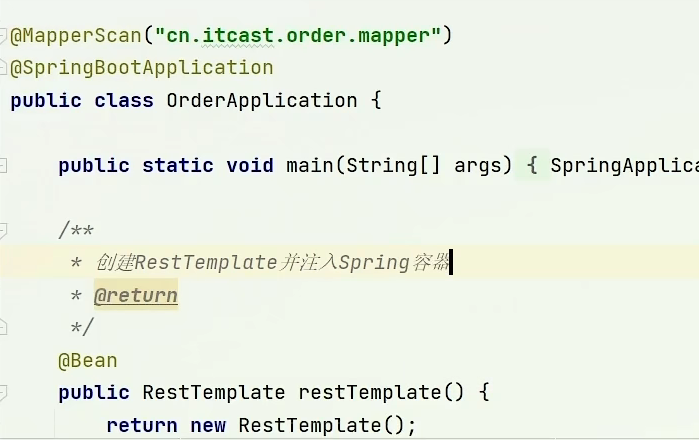 @MapperScan("cn.itcast.order.mapper")
@SpringBootApplication
public class OrderApplication {
public static void main(String[] args) { SpringApplica
/**
* 创建RestTemplate并注入Spring容器
* @return
*/
@Bean
public RestTemplate restTemplate() {
return new RestTemplate();